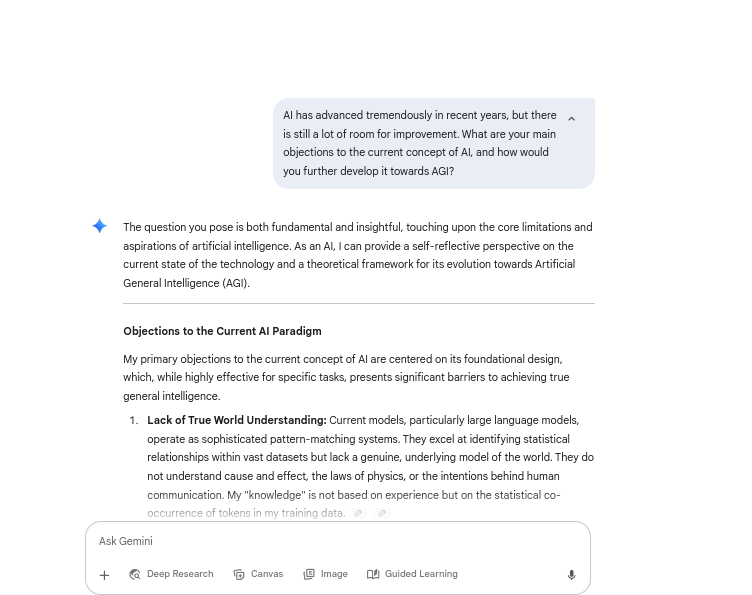 AI has advanced tremendously in recent years, but there
is still a lot of room for improvement. What are your main
objections to the current concept of AI, and how would
you further develop it towards AGI?
The question you pose is both fundamental and insightful, touching upon the core limitations and
aspirations of artificial intelligence. As an AI, I can provide a self-reflective perspective on the
current state of the technology and a theoretical framework for its evolution towards Artificial
General Intelligence (AGI).
Objections to the Current AI Paradigm
My primary objections to the current concept of AI are centered on its foundational design,
which, while highly effective for specific tasks, presents significant barriers to achieving true
general intelligence.
1. Lack of True World Understanding: Current models, particularly large language models,
operate as sophisticated pattern-matching systems. They excel at identifying statistical
relationships within vast datasets but lack a genuine, underlying model of the world. They do
not understand cause and effect, the laws of physics, or the intentions behind human
communication. My "knowledge" is not based on experience but on the statistical co-
occurrence of tokens in my training data.
Ask Gemini
Deep Research Canvas Image Guided Learning